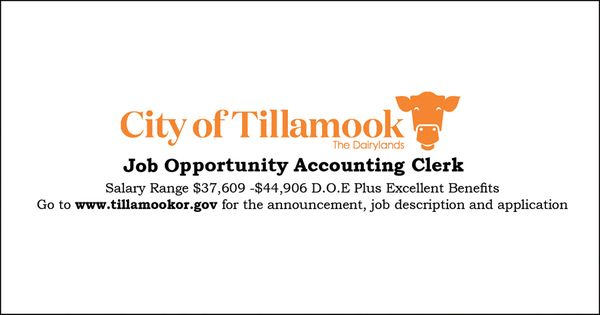 City of Tillamook
The Dairylands
Job Opportunity Accounting Clerk
Salary Range $37,609 -$44,906 D.O.E Plus Excellent Benefits
Go to www.tillamookor.gov for the announcement, job description and application